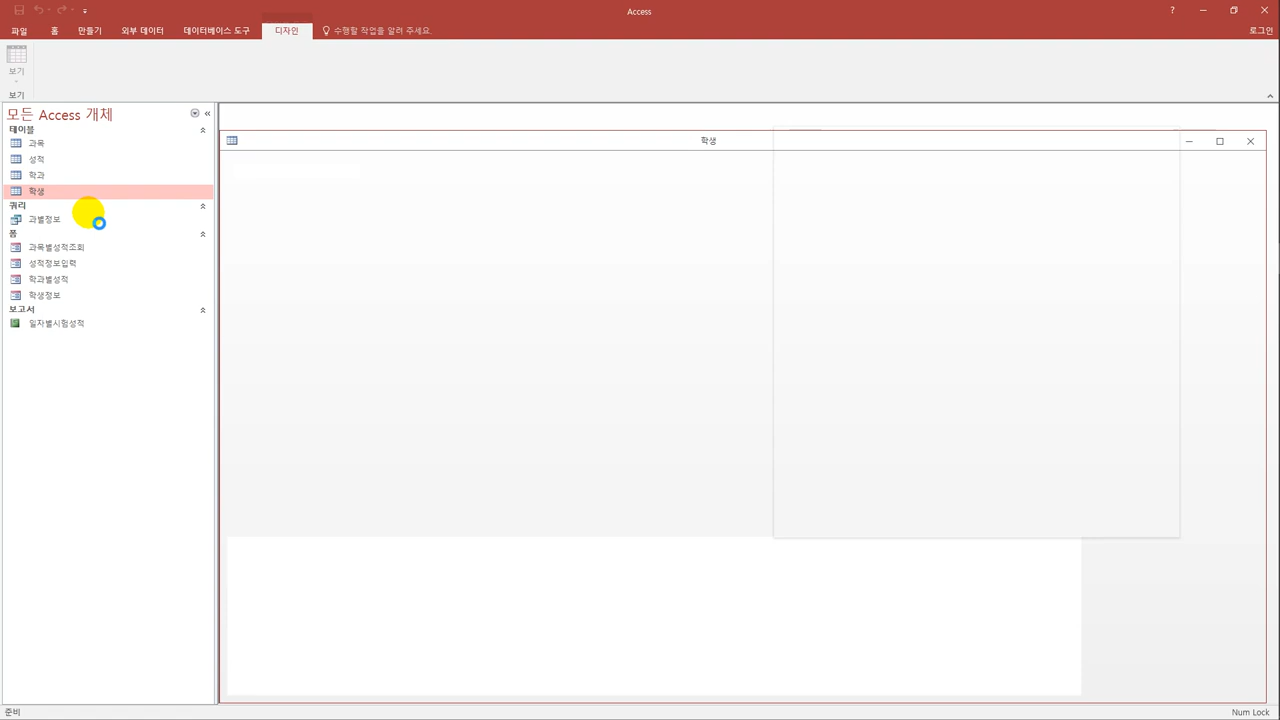 Access
?
파일
홈
만들기
외부 데이터
데이터베이스 도구
디자인
수행할 작업을 알려 주세요.
로그인
보기
보기
모든 Access 개체
테이블
과목
성적
학과
학생
쿼리
과별정보
폼
과목별성적조회
성적정보입력
학과별성적
학생정보
보고서
일자별시험성적
학생
준비
Num Lock